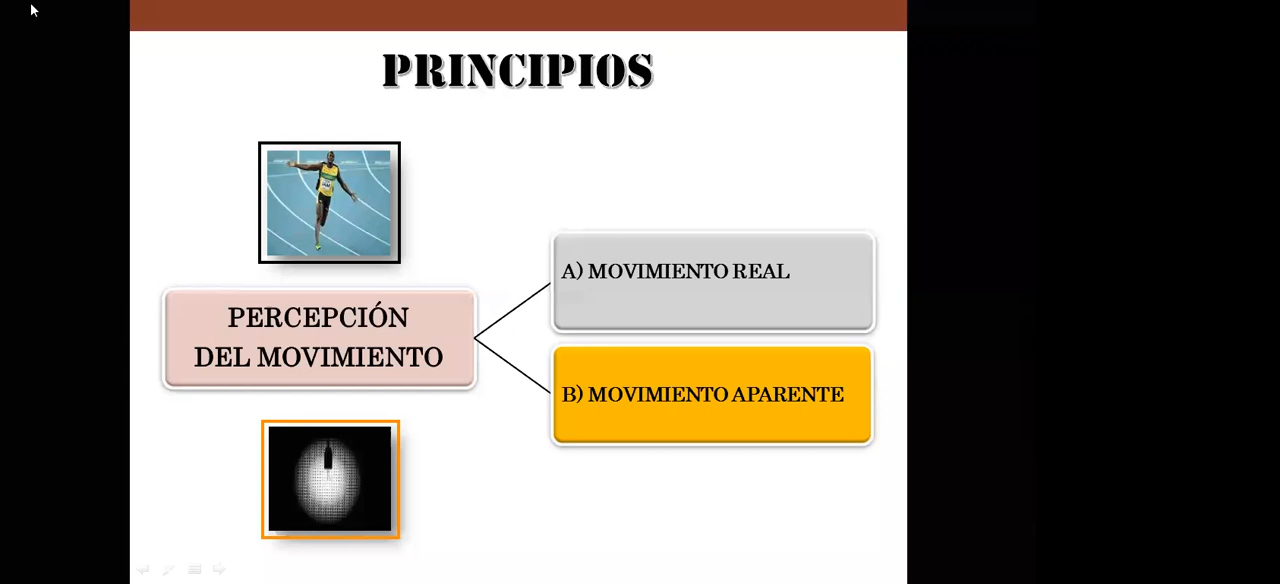 PRINCIPIOS
PERCEPCIÓN
DEL MOVIMIENTO
A) MOVIMIENTO REAL
B) MOVIMIENTO APARENTE